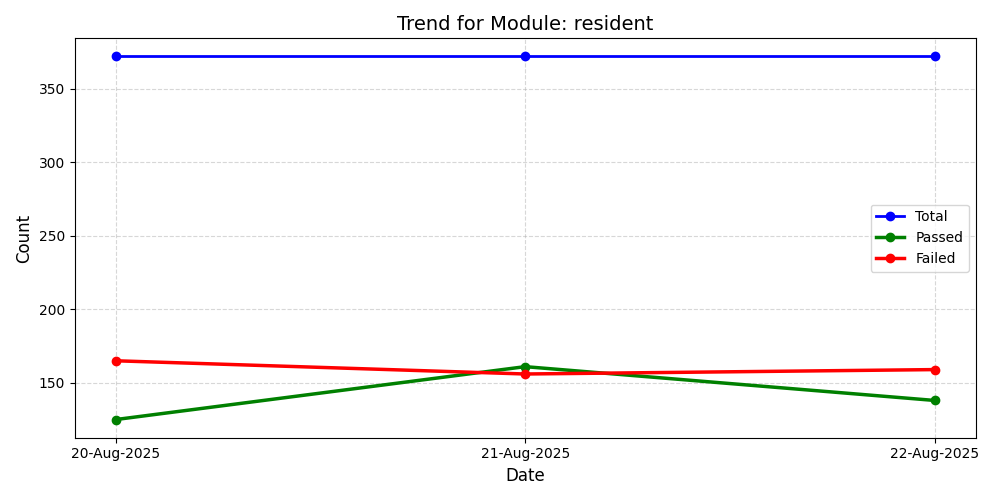 Trend for Module: resident
Count
350
300
250
200
150
Total
Passed
Failed
20-Aug-2025
21-Aug-2025
22-Aug-2025
Date